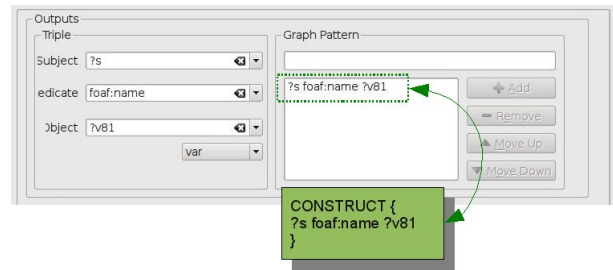 Outputs
Triple
Subject ?s
edicate foaf:name
Object ?v81
var
Graph Pattern
?s foaf:name ?v81
Add
Remove
Move Up
Move Down
CONSTRUCT {
?s foaf:name ?v81
}